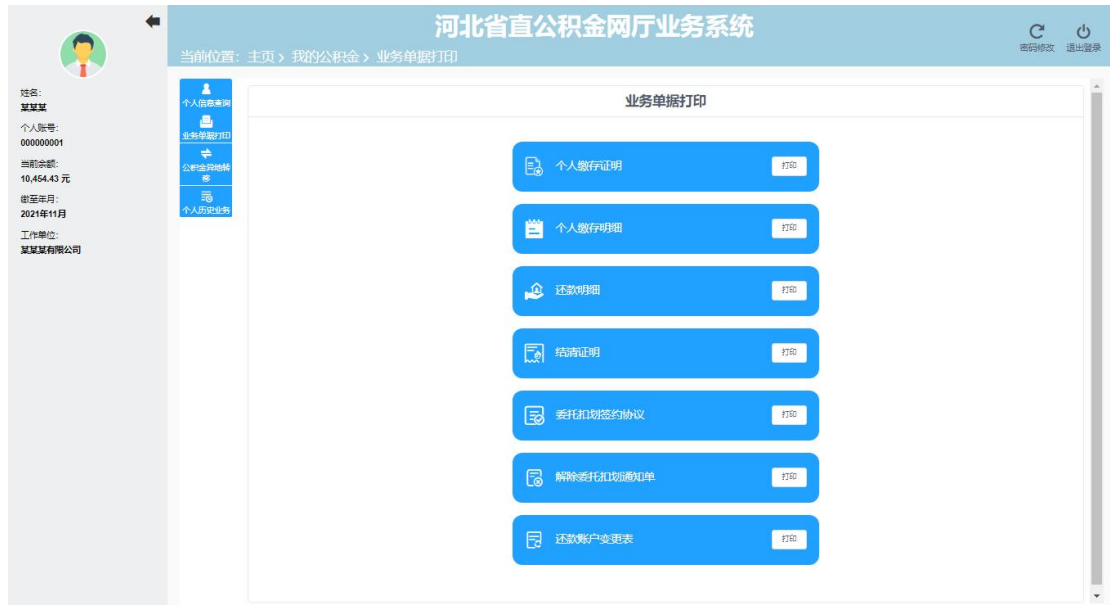 河北省直公积金网厅业务系统
当前位置：主页 > 我的公积金 > 业务单据打印
密码修改 退出登录
姓名:
某某某
个人账号:
000000001
当前余额:
10,454.43 元
缴至年月:
2021年11月
工作单位:
某某某有限公司
个人信息查询
业务单据打印
公积金异地转
移
个人历史业务
业务单据打印
个人缴存证明 打印
个人缴存明细 打印
还款明细 打印
结清证明 打印
委托扣划签约协议 打印
解除委托扣划通知单 打印
还款账户变更表 打印